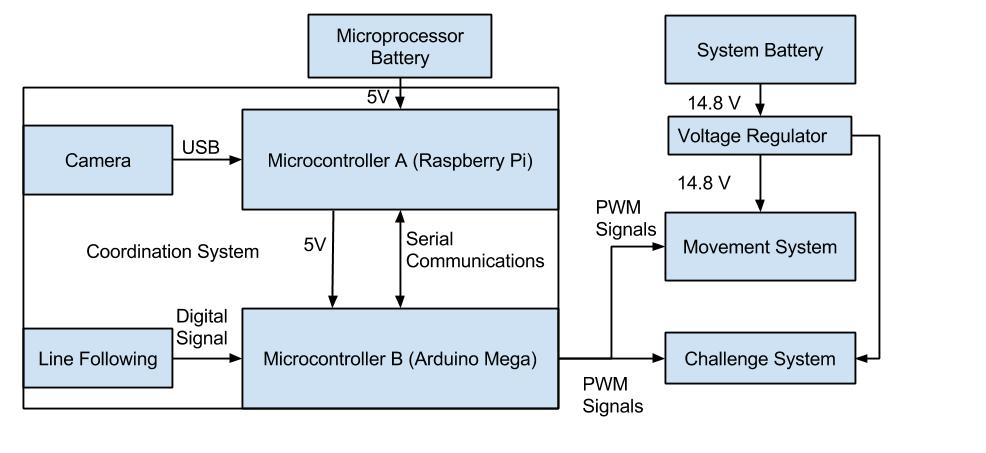 Microprocessor
Battery
System Battery
5V
14.8 V
Camera
USB
Microcontroller A (Raspberry Pi)
Voltage Regulator
14.8 V
PWM
Signals
Coordination System
5V
Serial
Communications
Movement System
Digital
Signal
Line Following
Microcontroller B (Arduino Mega)
Challenge System
PWM
Signals